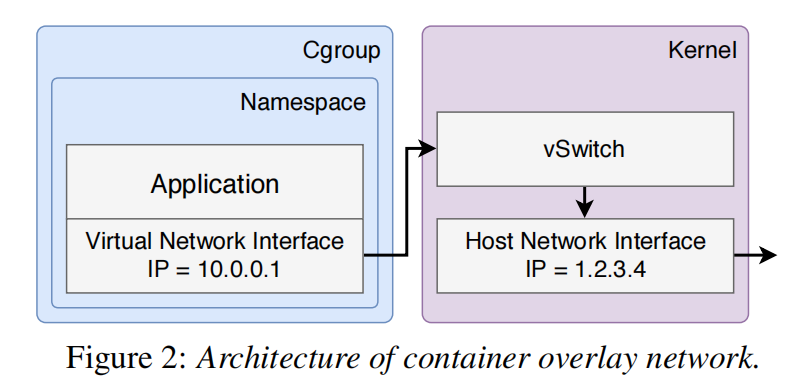 Cgroup
Namespace
Application
Virtual Network Interface
IP = 10.0.0.1
Kernel
vSwitch
Host Network Interface
IP = 1.2.3.4
Figure 2: Architecture of container overlay network.